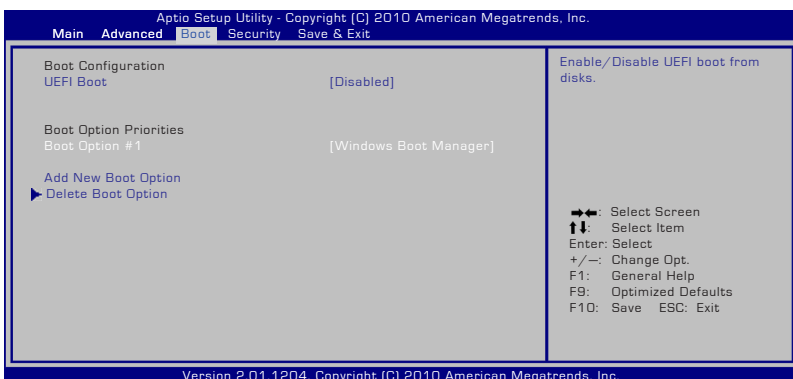 Aptio Setup Utility - Copyright (C) 2010 American Megatrends, Inc.
Main Advanced Boot Security Save & Exit
Boot Configuration
UEFI Boot [Disabled]
Boot Option Priorities
Boot Option #1 [Windows Boot Manager]
Add New Boot Option
Delete Boot Option
Enable/Disable UEFI boot from
disks.
→←: Select Screen
↑↓: Select Item
Enter: Select
+/—: Change Opt.
F1: General Help
F9: Optimized Defaults
F10: Save ESC: Exit
Version 2.01.1204. Copyright (C) 2010 American Megatrends, Inc.